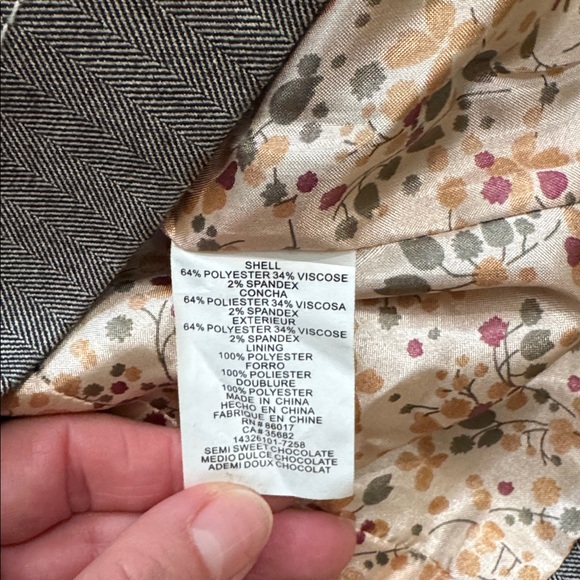 SHELL
64% POLYESTER 34% VISCOSE
2% SPANDEX
CONCHA
64% POLIESTER 34% VISCOSA
2% SPANDEX
EXTERIEUR
64% POLYESTER 34% VISCOSE
2% SPANDEX
LINING
100% POLYESTER
FORRO
100% POLIESTER
DOUBLURE
100% POLYESTER
MADE IN CHINA
HECHO EN CHINA
FABRIQUE EN CHINE
RN# 86017
CA# 35682
14326101-7258
SEMI SWEET CHOCOLATE
MEDIO DULCE CHOCOLATE
ADEMI DOUX CHOCOLAT